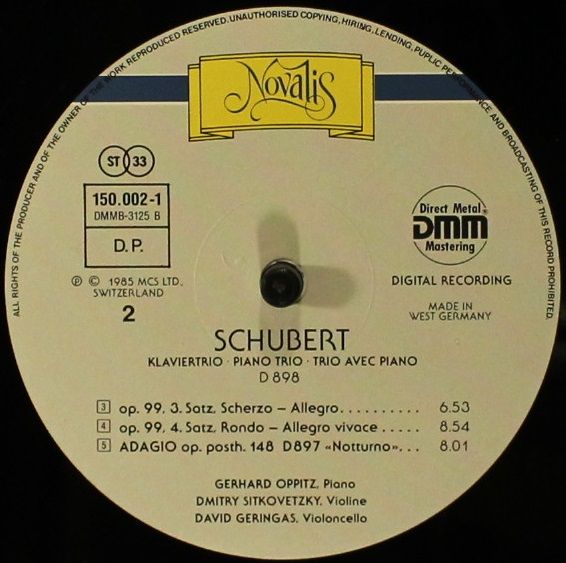 ALL RIGHTS OF THE PRODUCER AND OF THE OWNER OF THE WORK REPRODUCED RESERVED. UNAUTHORISED COPYING, HIRING, LENDING, PUPLIC PERFORMANCE AND BROADCASTING OF THIS RECORD PROHIBITED.
Novalis
ST 33
150.002-1
DMMB-3125 B
D.P.
Direct Metal
DMM
Mastering
℗ © 1985 MCS LTD.
SWITZERLAND
DIGITAL RECORDING
2
MADE IN
WEST GERMANY
SCHUBERT
KLAVIERTRIO · PIANO TRIO · TRIO AVEC PIANO
D 898
3 op. 99, 3. Satz, Scherzo – Allegro.......... 6.53
4 op. 99, 4. Satz, Rondo – Allegro vivace ..... 8.54
5 ADAGIO op. posth. 148 D897 «Notturno»... 8.01
GERHARD OPPITZ, Piano
DMITRY SITKOVETZKY, Violine
DAVID GERINGAS, Violoncello